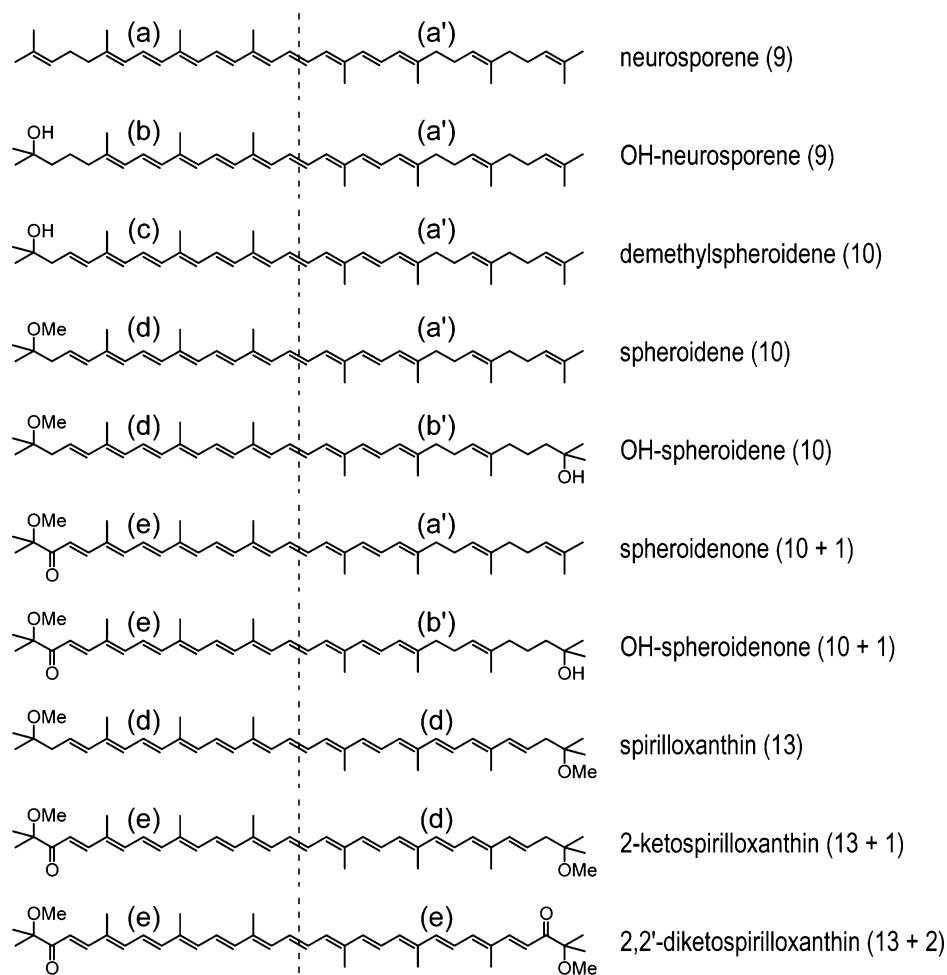 (a) (a') neurosporene (9)
OH
(b) (a') OH-neurosporene (9)
OH
(c) (a') demethylspheroidene (10)
OMe
(d) (a') spheroidene (10)
OMe
(d) (b') OH-spheroidene (10)
OH
OMe
(e) (a') spheroidenone (10 + 1)
O
OMe
(e) (b') OH-spheroidenone (10 + 1)
O OH
OMe
(d) (d) spirilloxanthin (13)
OMe
OMe
(e) (d) 2-ketospirilloxanthin (13 + 1)
O OMe
OMe O
(e) (e) 2,2'-diketospirilloxanthin (13 + 2)
O OMe